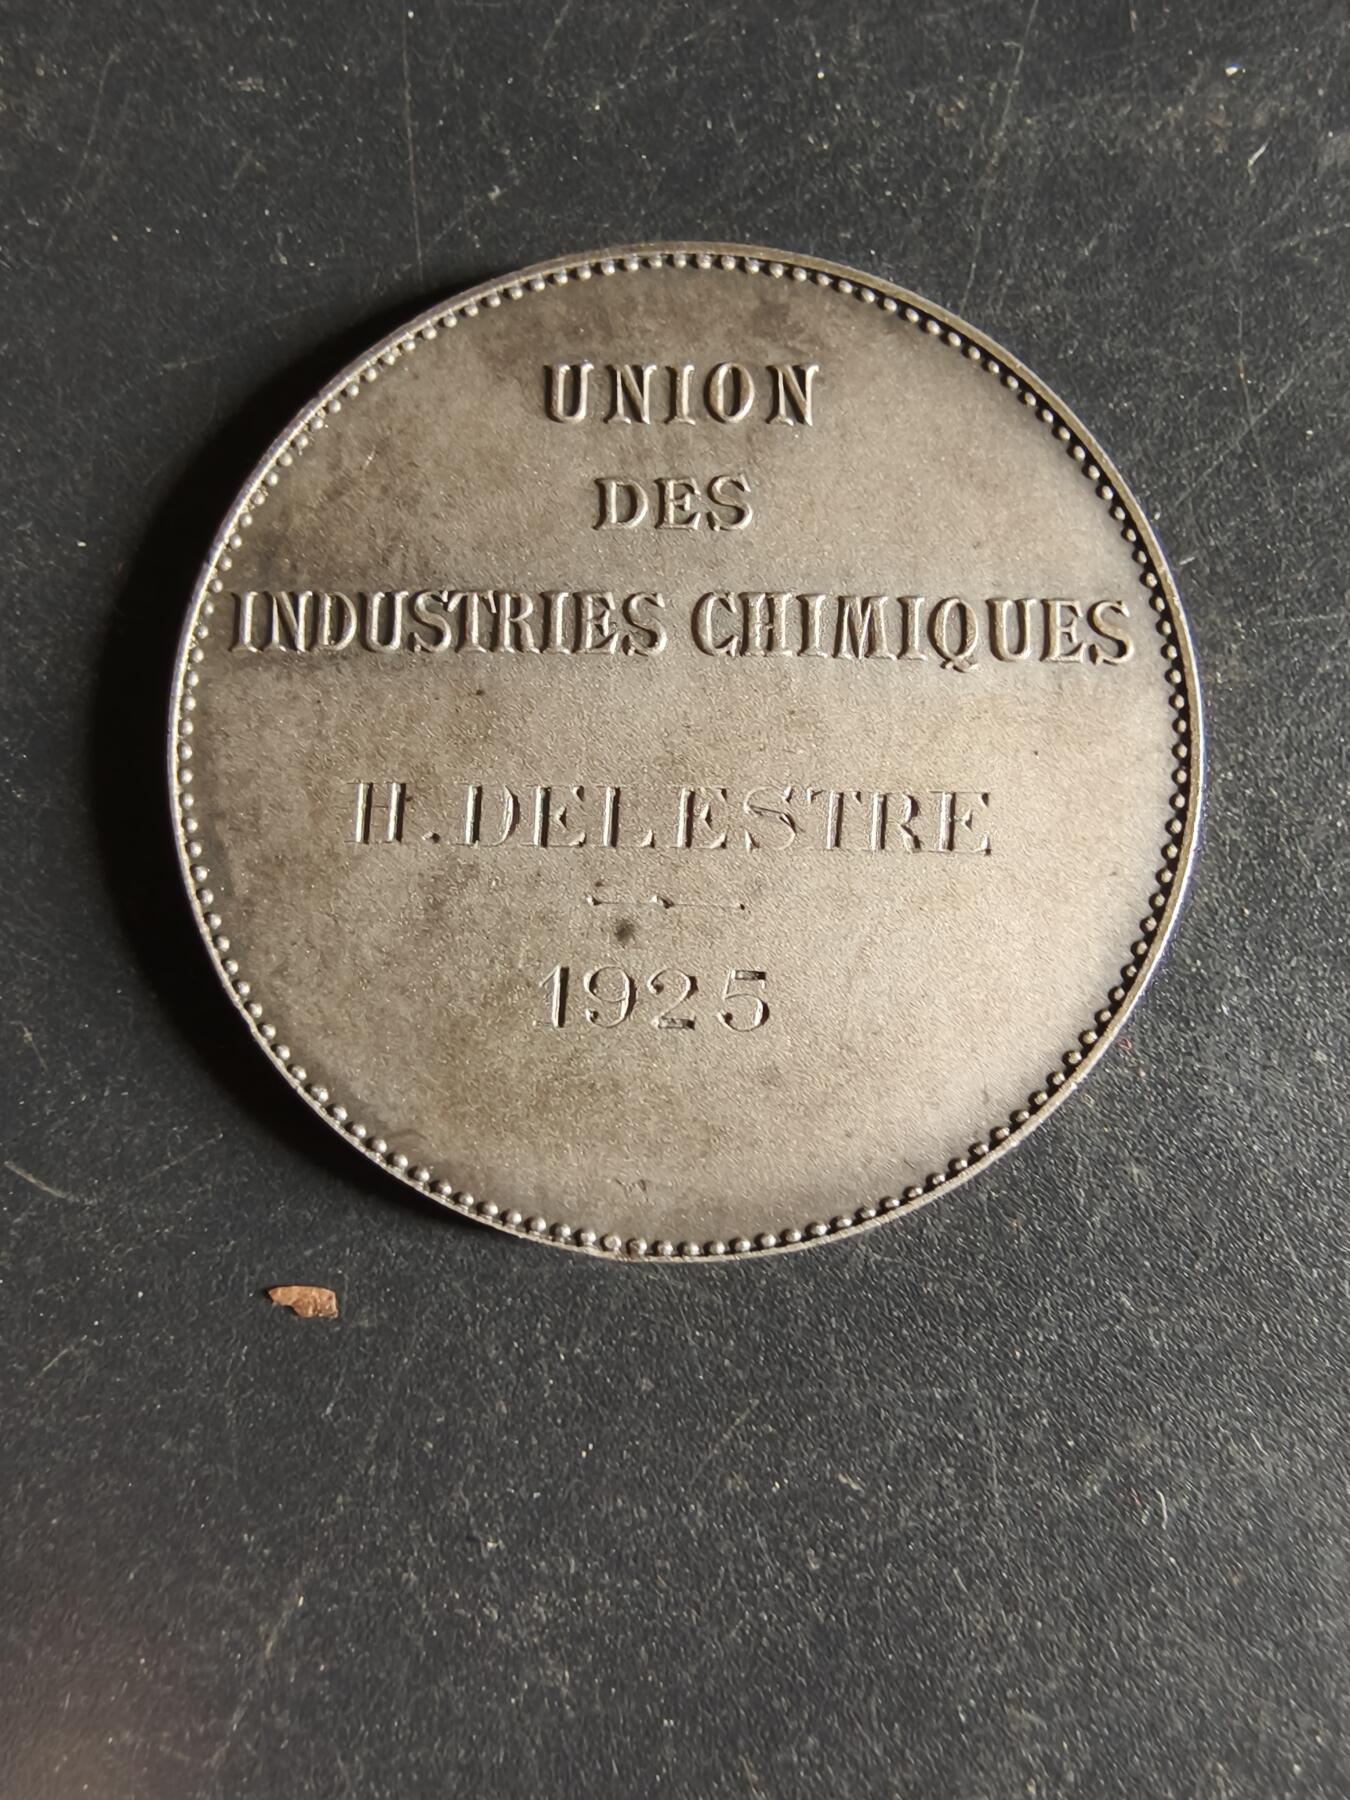 UNION
DES
INDUSTRIES CHIMIQUES
H. DELESTRE
1925